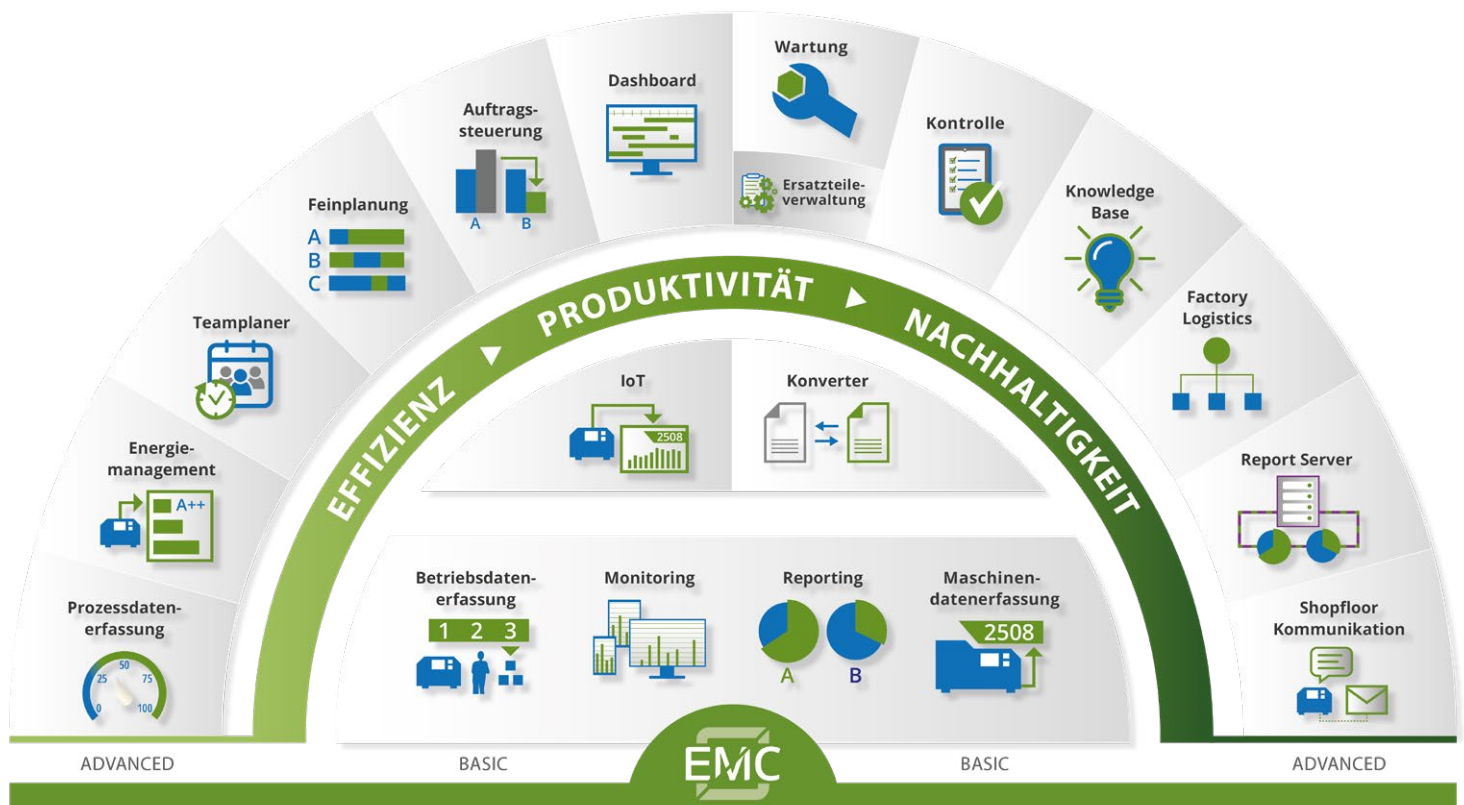 Wartung
Dashboard
Auftrags-
steuerung
A B
Kontrolle
Ersatzteile-
verwaltung
Feinplanung
A
B
C
Knowledge
Base
Teamplaner
Factory
Logistics
Energie-
management
A++
Report Server
Prozessdaten-
erfassung
0 25 50 75 100
Shopfloor
Kommunikation
EFFIZIENZ ▶ PRODUKTIVITÄT ▶ NACHHALTIGKEIT
IoT
2508
Konverter
Betriebsdaten-
erfassung
1 2 3
Monitoring
Reporting
A B
Maschinen-
datenerfassung
2508
ADVANCED BASIC EMC BASIC ADVANCED